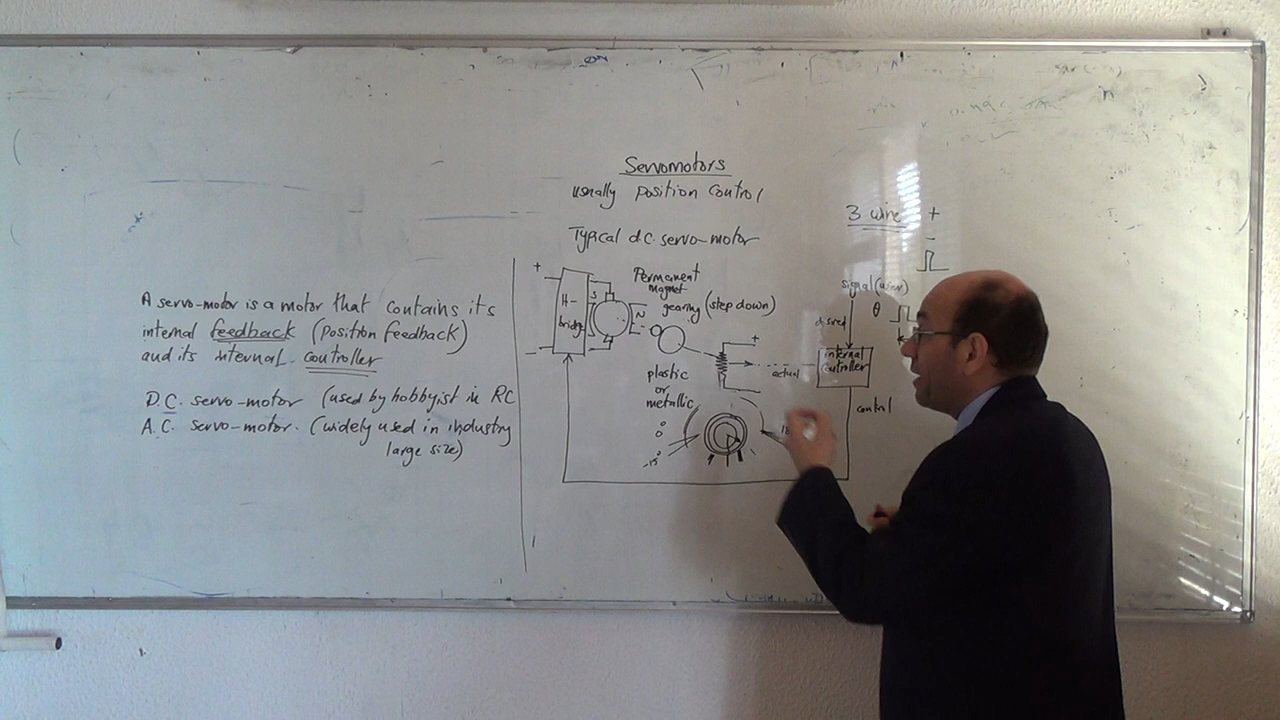 Servomotors
usually position control
Typical d.c. servo-motor
A servo-motor is a motor that contains its
internal feedback (position feedback)
and its internal controller
D.C. servo-motor (used by hobbyist in RC
A.C. servo-motor. (widely used in industry
large size)
+
−
H-
bridge
S
N
Permanent
magnet
gearing (step down)
plastic
or
metallic
+
actual
desired
internal
controller
control
0°
-15°
3 wire
+
−
signal
θ